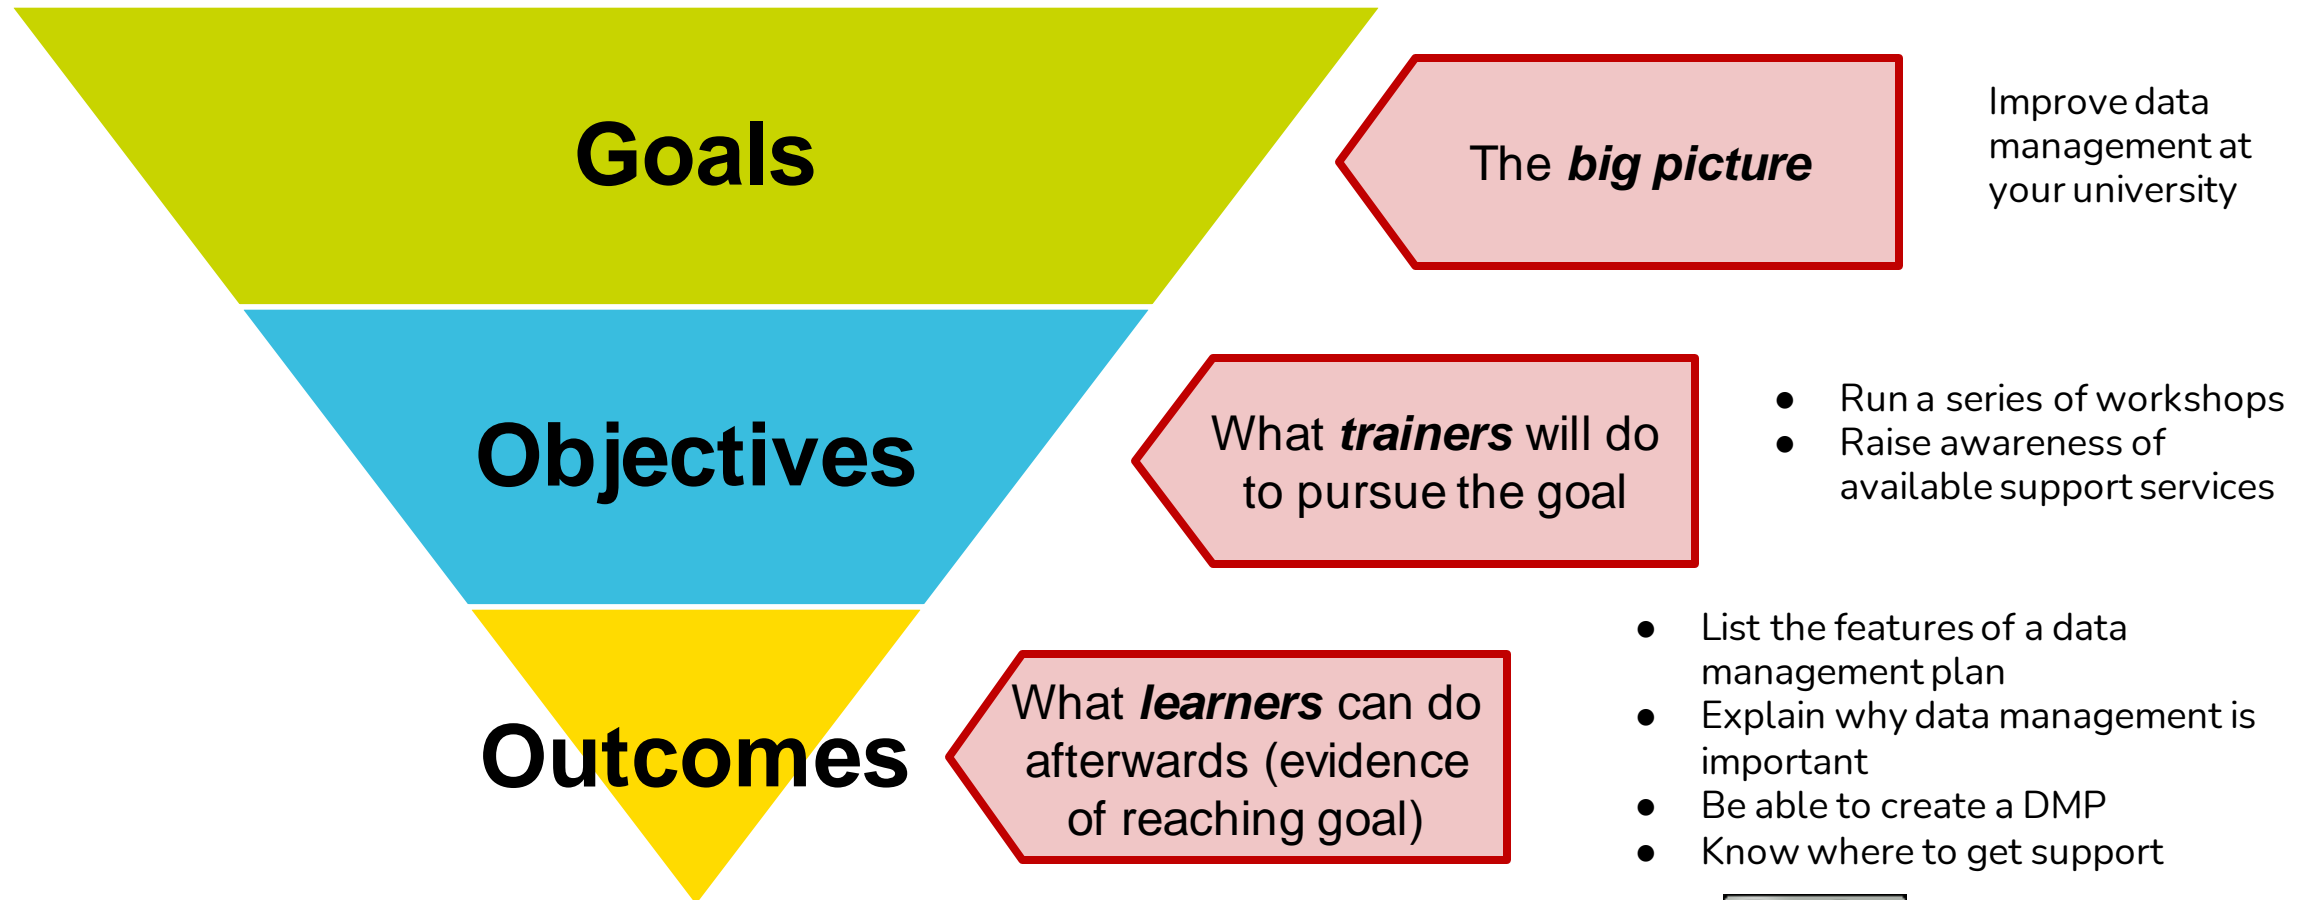 Goals
The big picture
Improve data
management at
your university
Objectives
What trainers will do
to pursue the goal
● Run a series of workshops
● Raise awareness of
available support services
Outcomes
What learners can do
afterwards (evidence
of reaching goal)
● List the features of a data
management plan
● Explain why data management is
important
● Be able to create a DMP
● Know where to get support